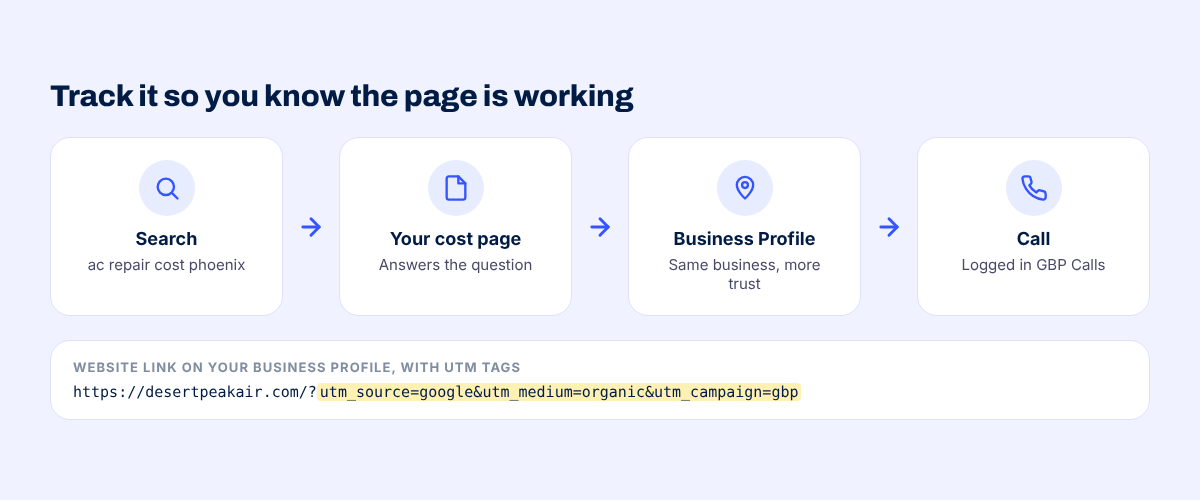 Track it so you know the page is working
Search
ac repair cost phoenix
Your cost page
Answers the question
Business Profile
Same business, more
trust
Call
Logged in GBP Calls
WEBSITE LINK ON YOUR BUSINESS PROFILE, WITH UTM TAGS
https://desertpeakair.com/?utm_source=google&utm_medium=organic&utm_campaign=gbp